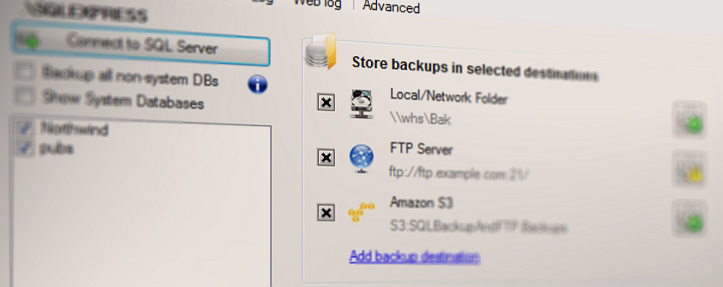 \SQLEXPRESS
Log
Web log
Advanced
Connect to SQL Server
Backup all non-system DBs
Show System Databases
Northwind
pubs
Store backups in selected destinations
Local/Network Folder
\\whs\Bak
FTP Server
ftp://ftp.example.com:21/
Amazon S3
S3:SQLBackupAndFTP.Backups
Add backup destination